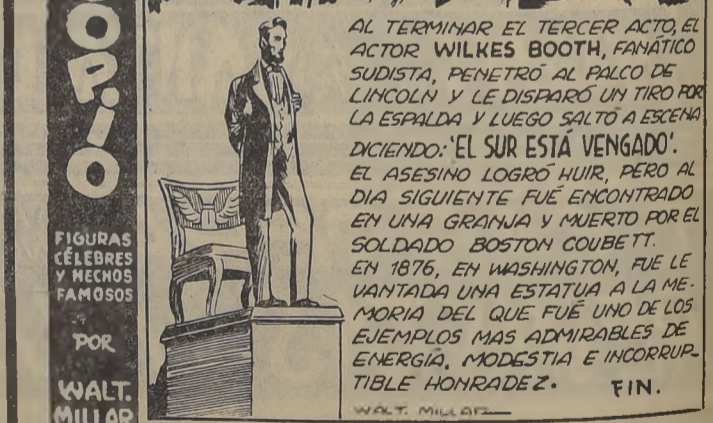 OPIO
FIGURAS
CÉLEBRES
Y HECHOS
FAMOSOS
POR
WALT.
MILLAR
AL TERMINAR EL TERCER ACTO, EL
ACTOR WILKES BOOTH, FANÁTICO
SUDISTA, PENETRÓ AL PALCO DE
LINCOLN Y LE DISPARÓ UN TIRO POR
LA ESPALDA Y LUEGO SALTÓ A ESCENA
DICIENDO: 'EL SUR ESTÁ VENGADO'.
EL ASESINO LOGRÓ HUIR, PERO AL
DIA SIGUIENTE FUÉ ENCONTRADO
EN UNA GRANJA Y MUERTO POR EL
SOLDADO BOSTON COUBETT.
EN 1876, EN WASHINGTON, FUE LE
VANTADA UNA ESTATUA A LA ME-
MORIA DEL QUE FUÉ UNO DE LOS
EJEMPLOS MAS ADMIRABLES DE
ENERGÍA, MODESTIA E INCORRUP-
TIBLE HONRADEZ. FIN.
WALT. MILLAR